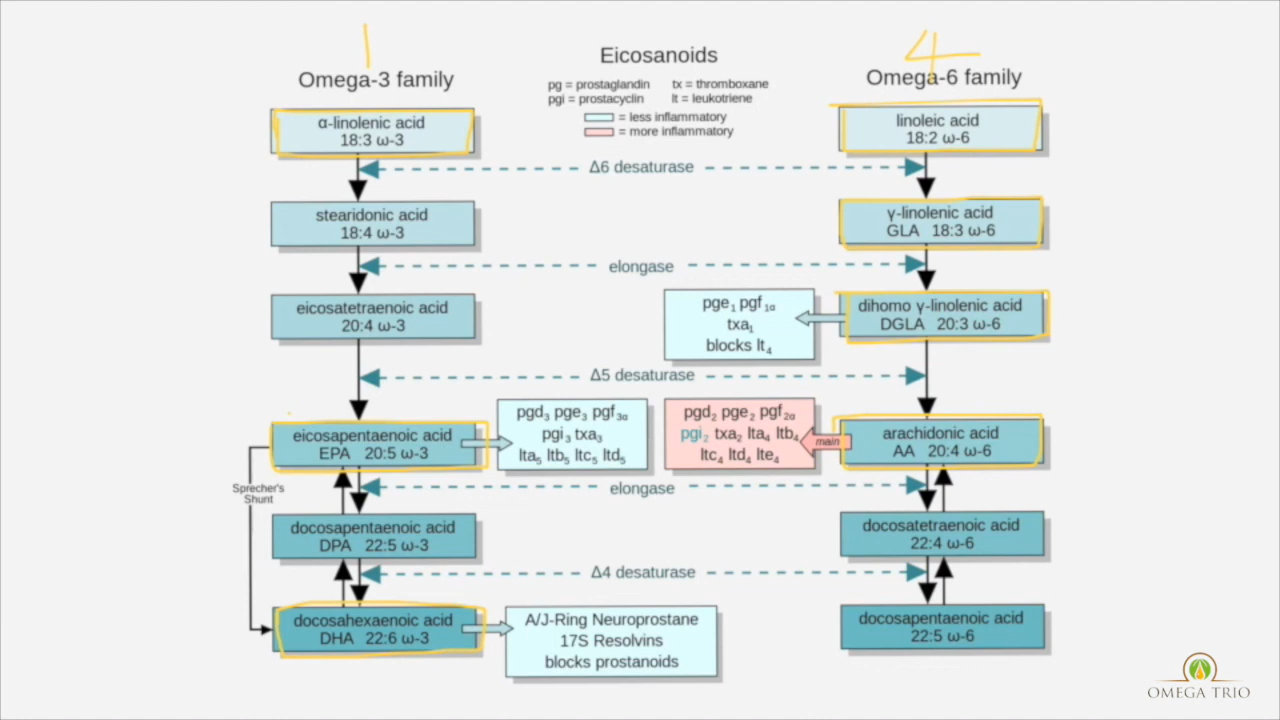 1
4
Eicosanoids
Omega-3 family
Omega-6 family
pg = prostaglandin tx = thromboxane
pgi = prostacyclin lt = leukotriene
= less inflammatory
= more inflammatory
α-linolenic acid
18:3 ω-3
linoleic acid
18:2 ω-6
Δ6 desaturase
stearidonic acid
18:4 ω-3
γ-linolenic acid
GLA 18:3 ω-6
elongase
eicosatetraenoic acid
20:4 ω-3
pge₁ pgf₁α
txa₁
blocks lt₄
dihomo γ-linolenic acid
DGLA 20:3 ω-6
Δ5 desaturase
eicosapentaenoic acid
EPA 20:5 ω-3
pgd₃ pge₃ pgf₃α
pgi₃ txa₃
lta₅ ltb₅ ltc₅ ltd₅
pgd₂ pge₂ pgf₂α
pgi₂ txa₂ lta₄ ltb₄
ltc₄ ltd₄ lte₄
main
arachidonic acid
AA 20:4 ω-6
Sprecher's
Shunt
elongase
docosapentaenoic acid
DPA 22:5 ω-3
docosatetraenoic acid
22:4 ω-6
Δ4 desaturase
docosahexaenoic acid
DHA 22:6 ω-3
A/J-Ring Neuroprostane
17S Resolvins
blocks prostanoids
docosapentaenoic acid
22:5 ω-6
OMEGA TRIO